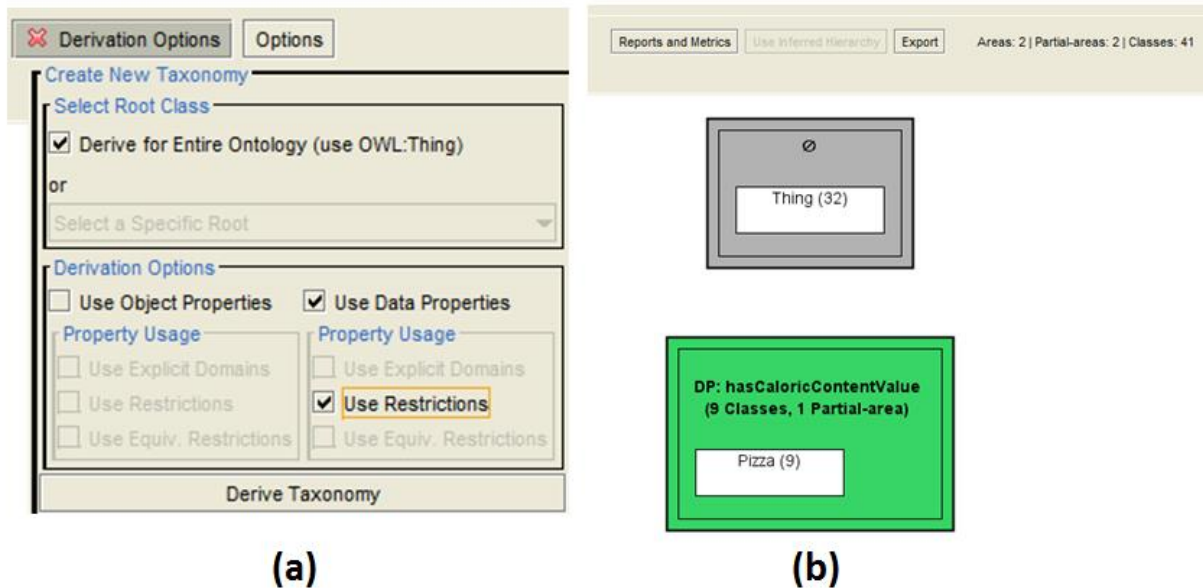 Derivation Options Options
Create New Taxonomy
Select Root Class
Derive for Entire Ontology (use OWL:Thing)
or
Select a Specific Root
Derivation Options
Use Object Properties Use Data Properties
Property Usage Property Usage
Use Explicit Domains Use Explicit Domains
Use Restrictions Use Restrictions
Use Equiv. Restrictions Use Equiv. Restrictions
Derive Taxonomy
(a)
Reports and Metrics Use Inferred Hierarchy Export Areas: 2 | Partial-areas: 2 | Classes: 41
∅
Thing (32)
DP: hasCaloricContentValue
(9 Classes, 1 Partial-area)
Pizza (9)
(b)